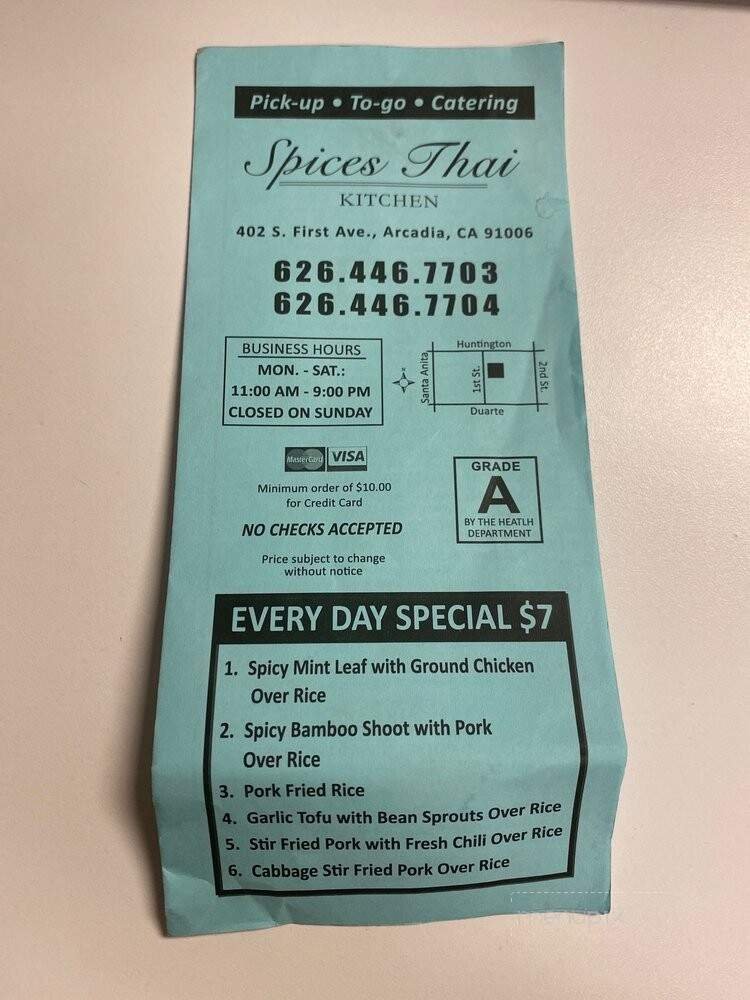 Pick-up • To-go • Catering
Spices Thai
KITCHEN
402 S. First Ave., Arcadia, CA 91006
626.446.7703
626.446.7704
BUSINESS HOURS
MON. - SAT.:
11:00 AM - 9:00 PM
CLOSED ON SUNDAY
N
Huntington
Santa Anita
1st St.
2nd St.
Duarte
MasterCard VISA
Minimum order of $10.00
for Credit Card
NO CHECKS ACCEPTED
Price subject to change
without notice
GRADE
A
BY THE HEATLH
DEPARTMENT
EVERY DAY SPECIAL $7
1. Spicy Mint Leaf with Ground Chicken
Over Rice
2. Spicy Bamboo Shoot with Pork
Over Rice
3. Pork Fried Rice
4. Garlic Tofu with Bean Sprouts Over Rice
5. Stir Fried Pork with Fresh Chili Over Rice
6. Cabbage Stir Fried Pork Over Rice
menupix